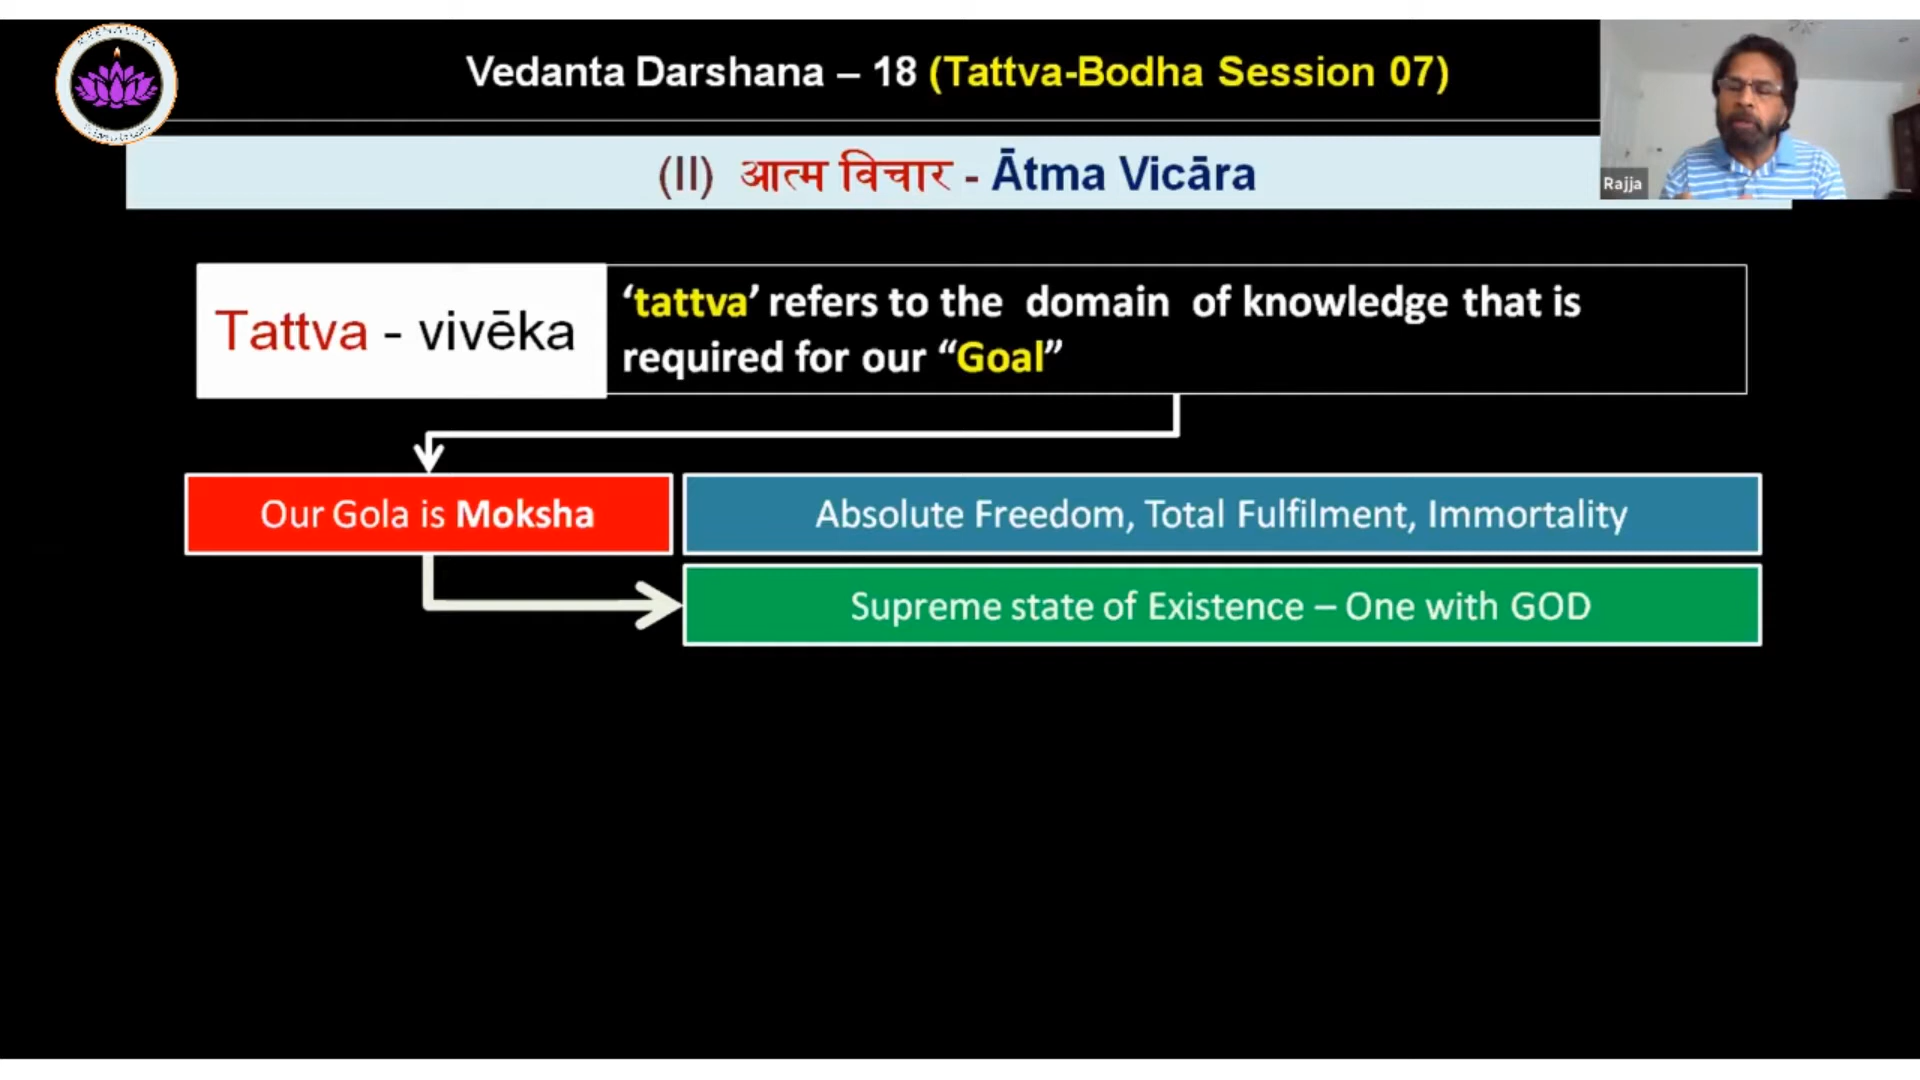 Vedanta Darshana – 18 (Tattva-Bodha Session 07)
(II) आत्म विचार - Ātma Vicāra
Rajja
Tattva - vivēka
‘tattva’ refers to the domain of knowledge that is
required for our “Goal”
Our Gola is Moksha
Absolute Freedom, Total Fulfilment, Immortality
Supreme state of Existence – One with GOD